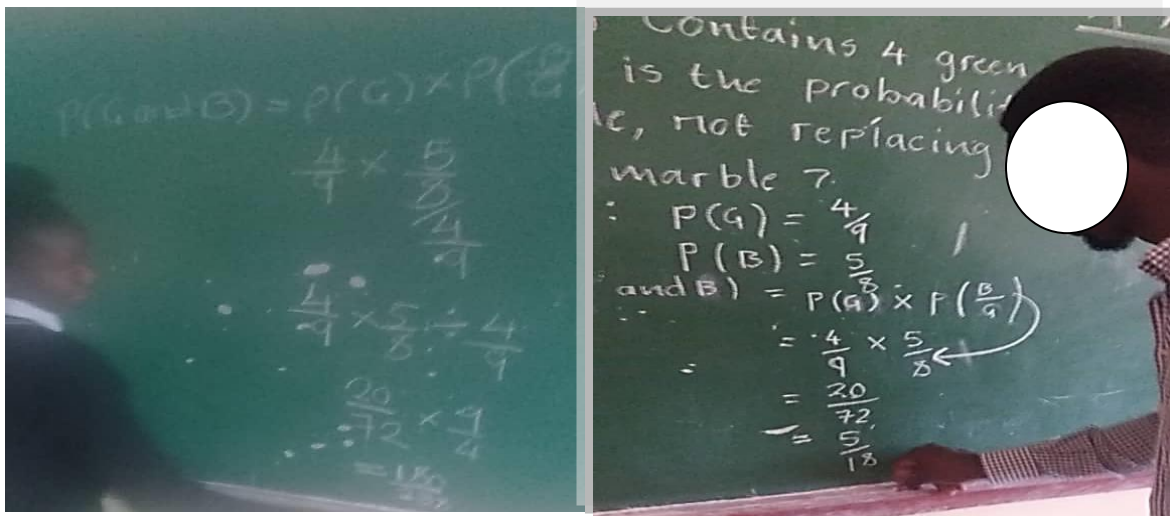 P(G and B) = P(G) × P(B/G)
4/9 × 5/8
4/9
4/9 × 5/8 ÷ 4/9
20/72 × 9/4
= 180
Contains 4 green
is the probabili
not replacing
marble ?
: P(G) = 4/9
P(B) = 5/8
and B) = P(G) × P(B/G)
= 4/9 × 5/8
= 20/72
= 5/18